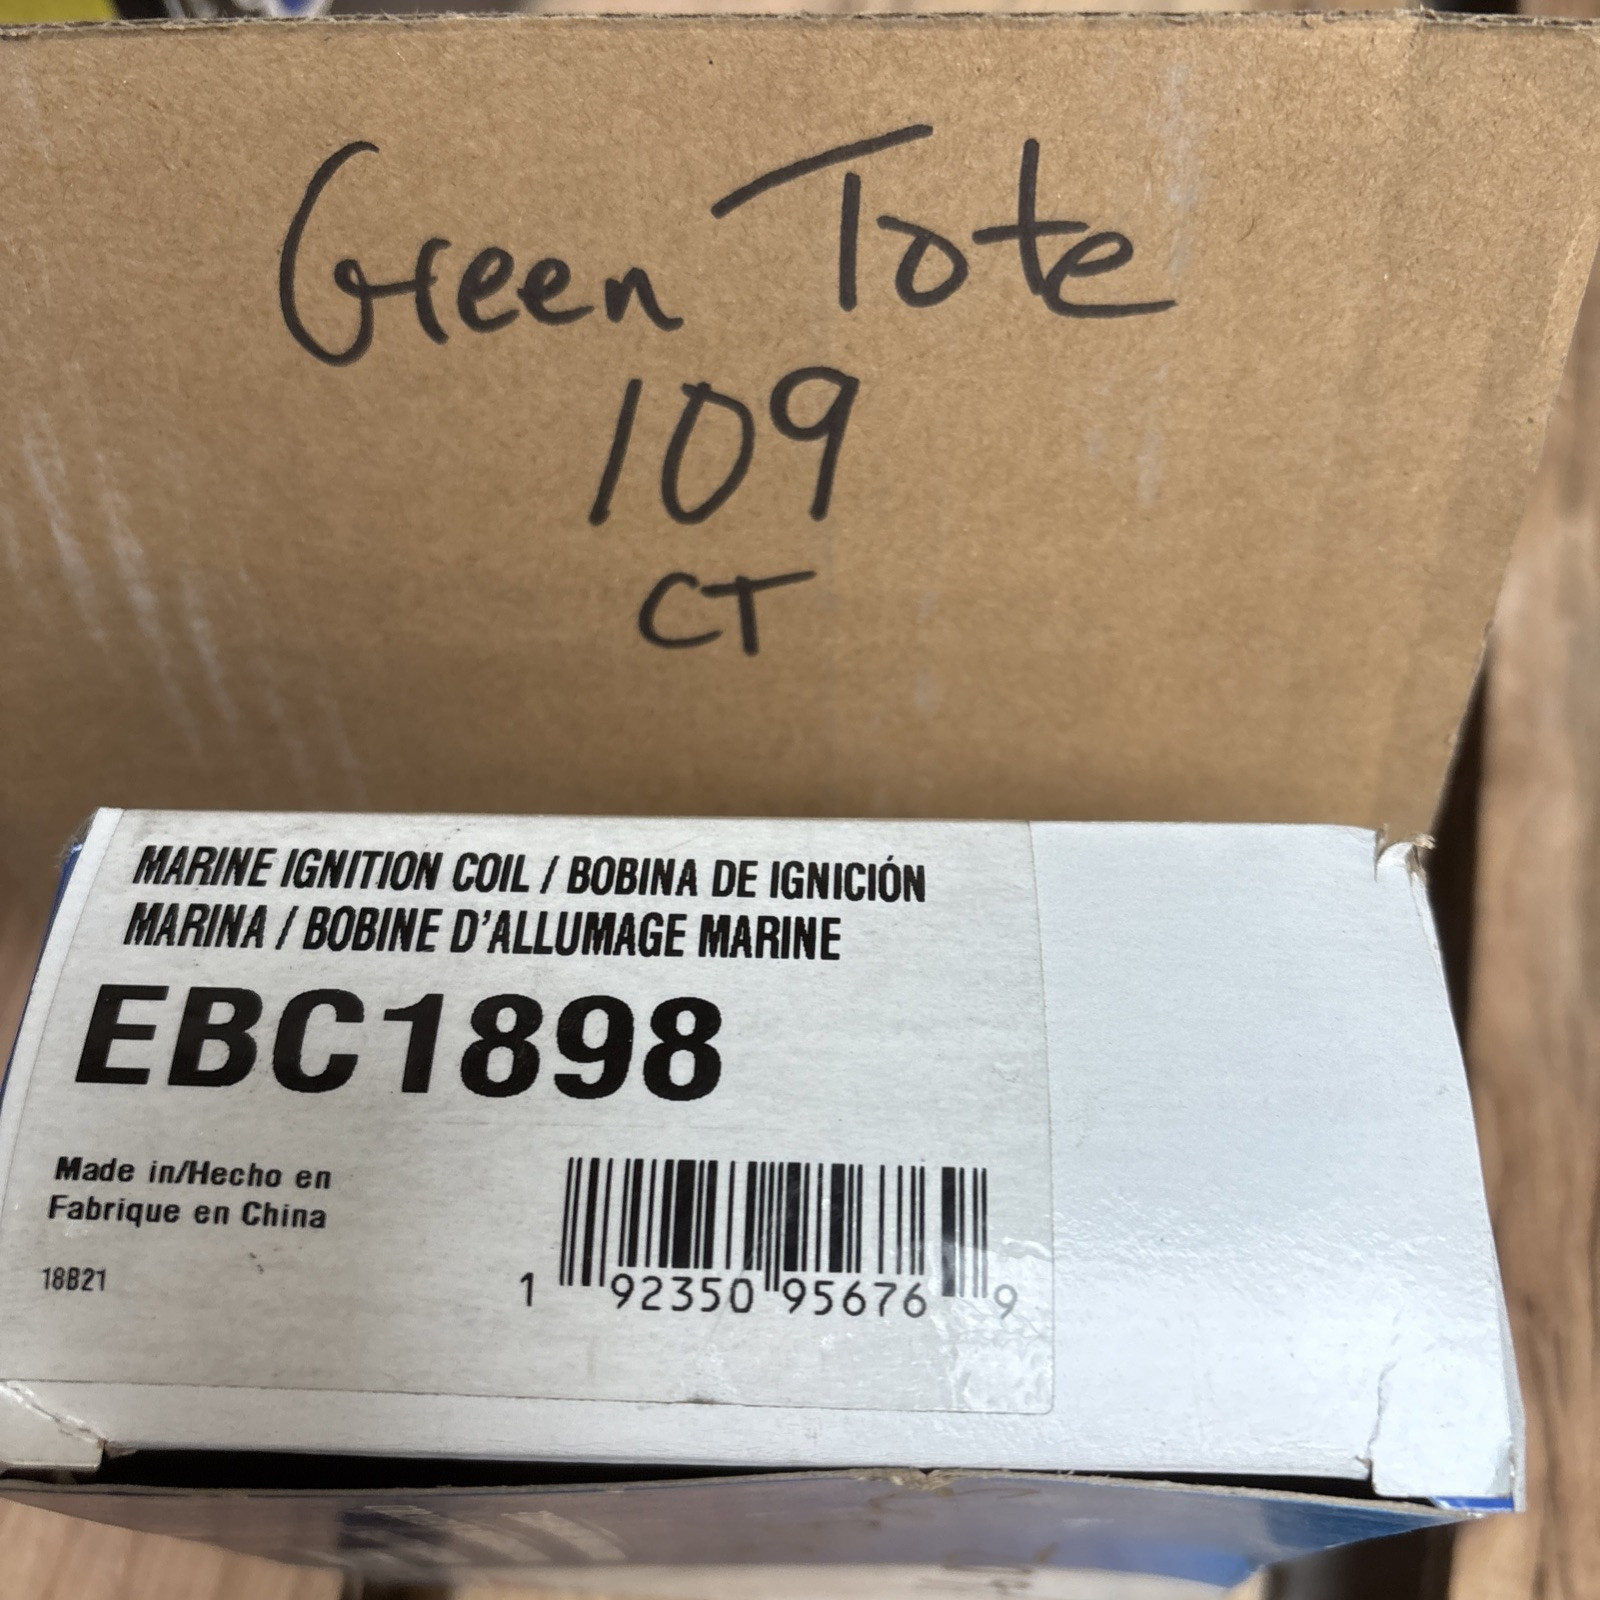 Green Tote
109
CT
MARINE IGNITION COIL / BOBINA DE IGNICIÓN
MARINA / BOBINE D'ALLUMAGE MARINE
EBC1898
Made in/Hecho en
Fabrique en China
18B21
1 92350 95676 9